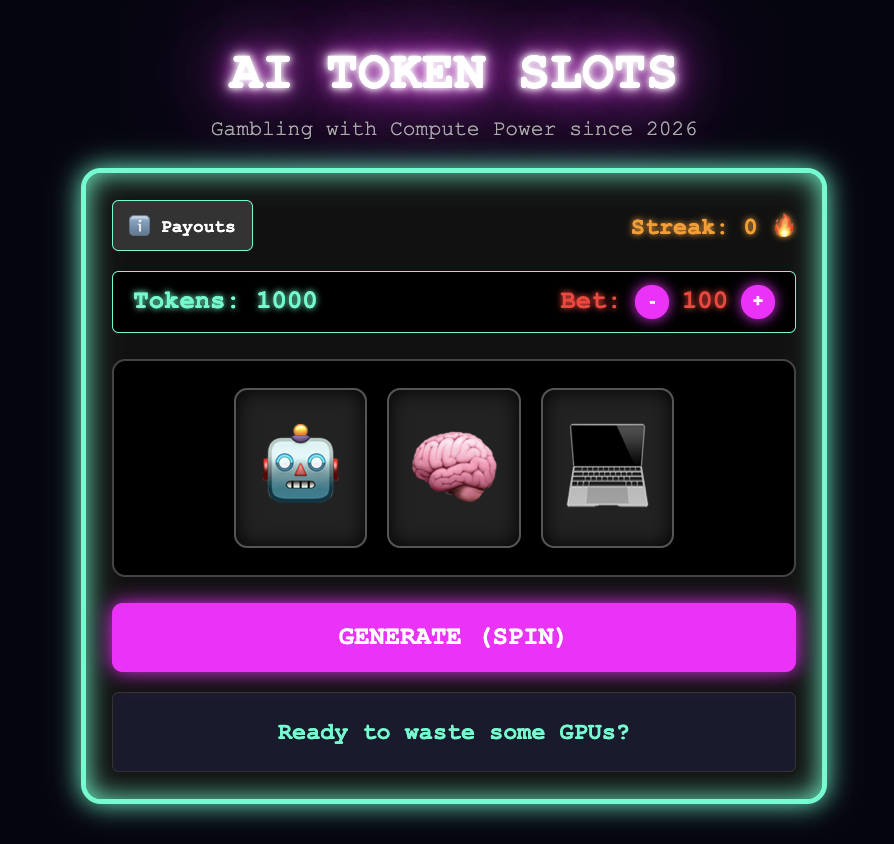 AI TOKEN SLOTS
Gambling with Compute Power since 2026
ℹ️ Payouts
Streak: 0 🔥
Tokens: 1000
Bet: - 100 +
GENERATE (SPIN)
Ready to waste some GPUs?